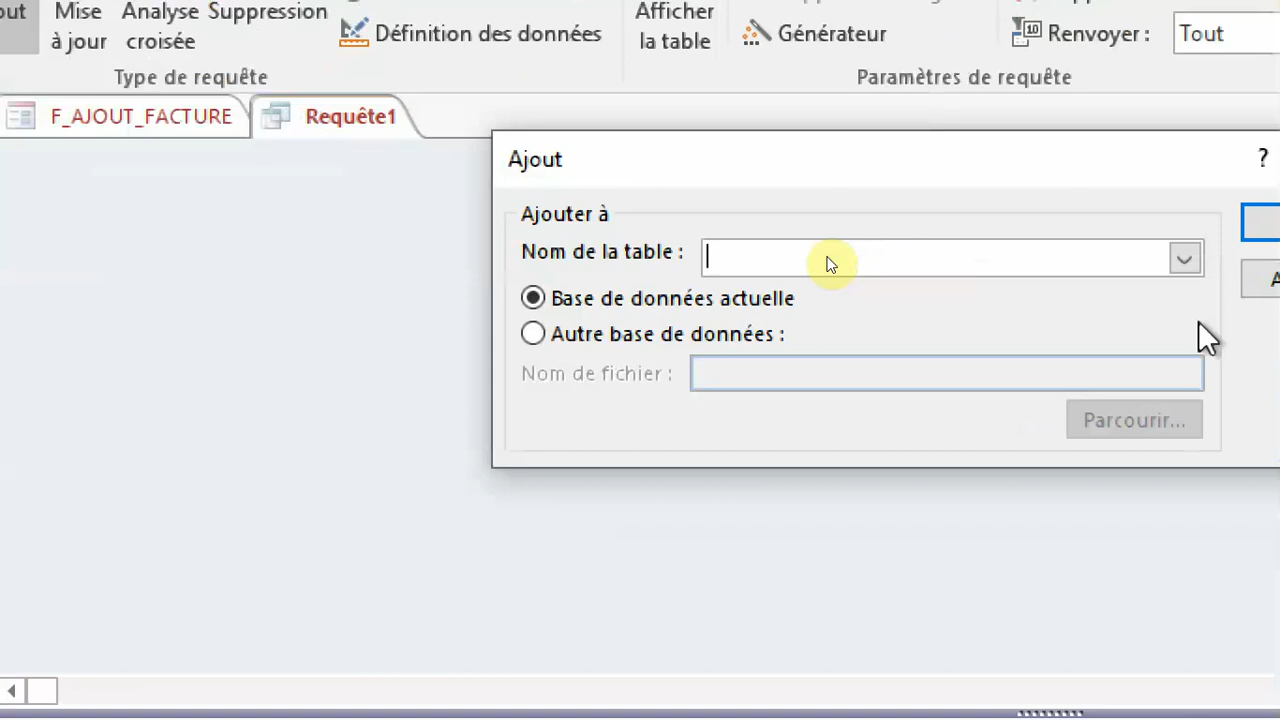 Mise
à jour
Analyse
croisée
Suppression
Définition des données
Afficher
la table
Générateur
Renvoyer :
Tout
Type de requête
Paramètres de requête
F_AJOUT_FACTURE
Requête1
Ajout
?
Ajouter à
Nom de la table :
Base de données actuelle
Autre base de données :
Nom de fichier :
Parcourir...